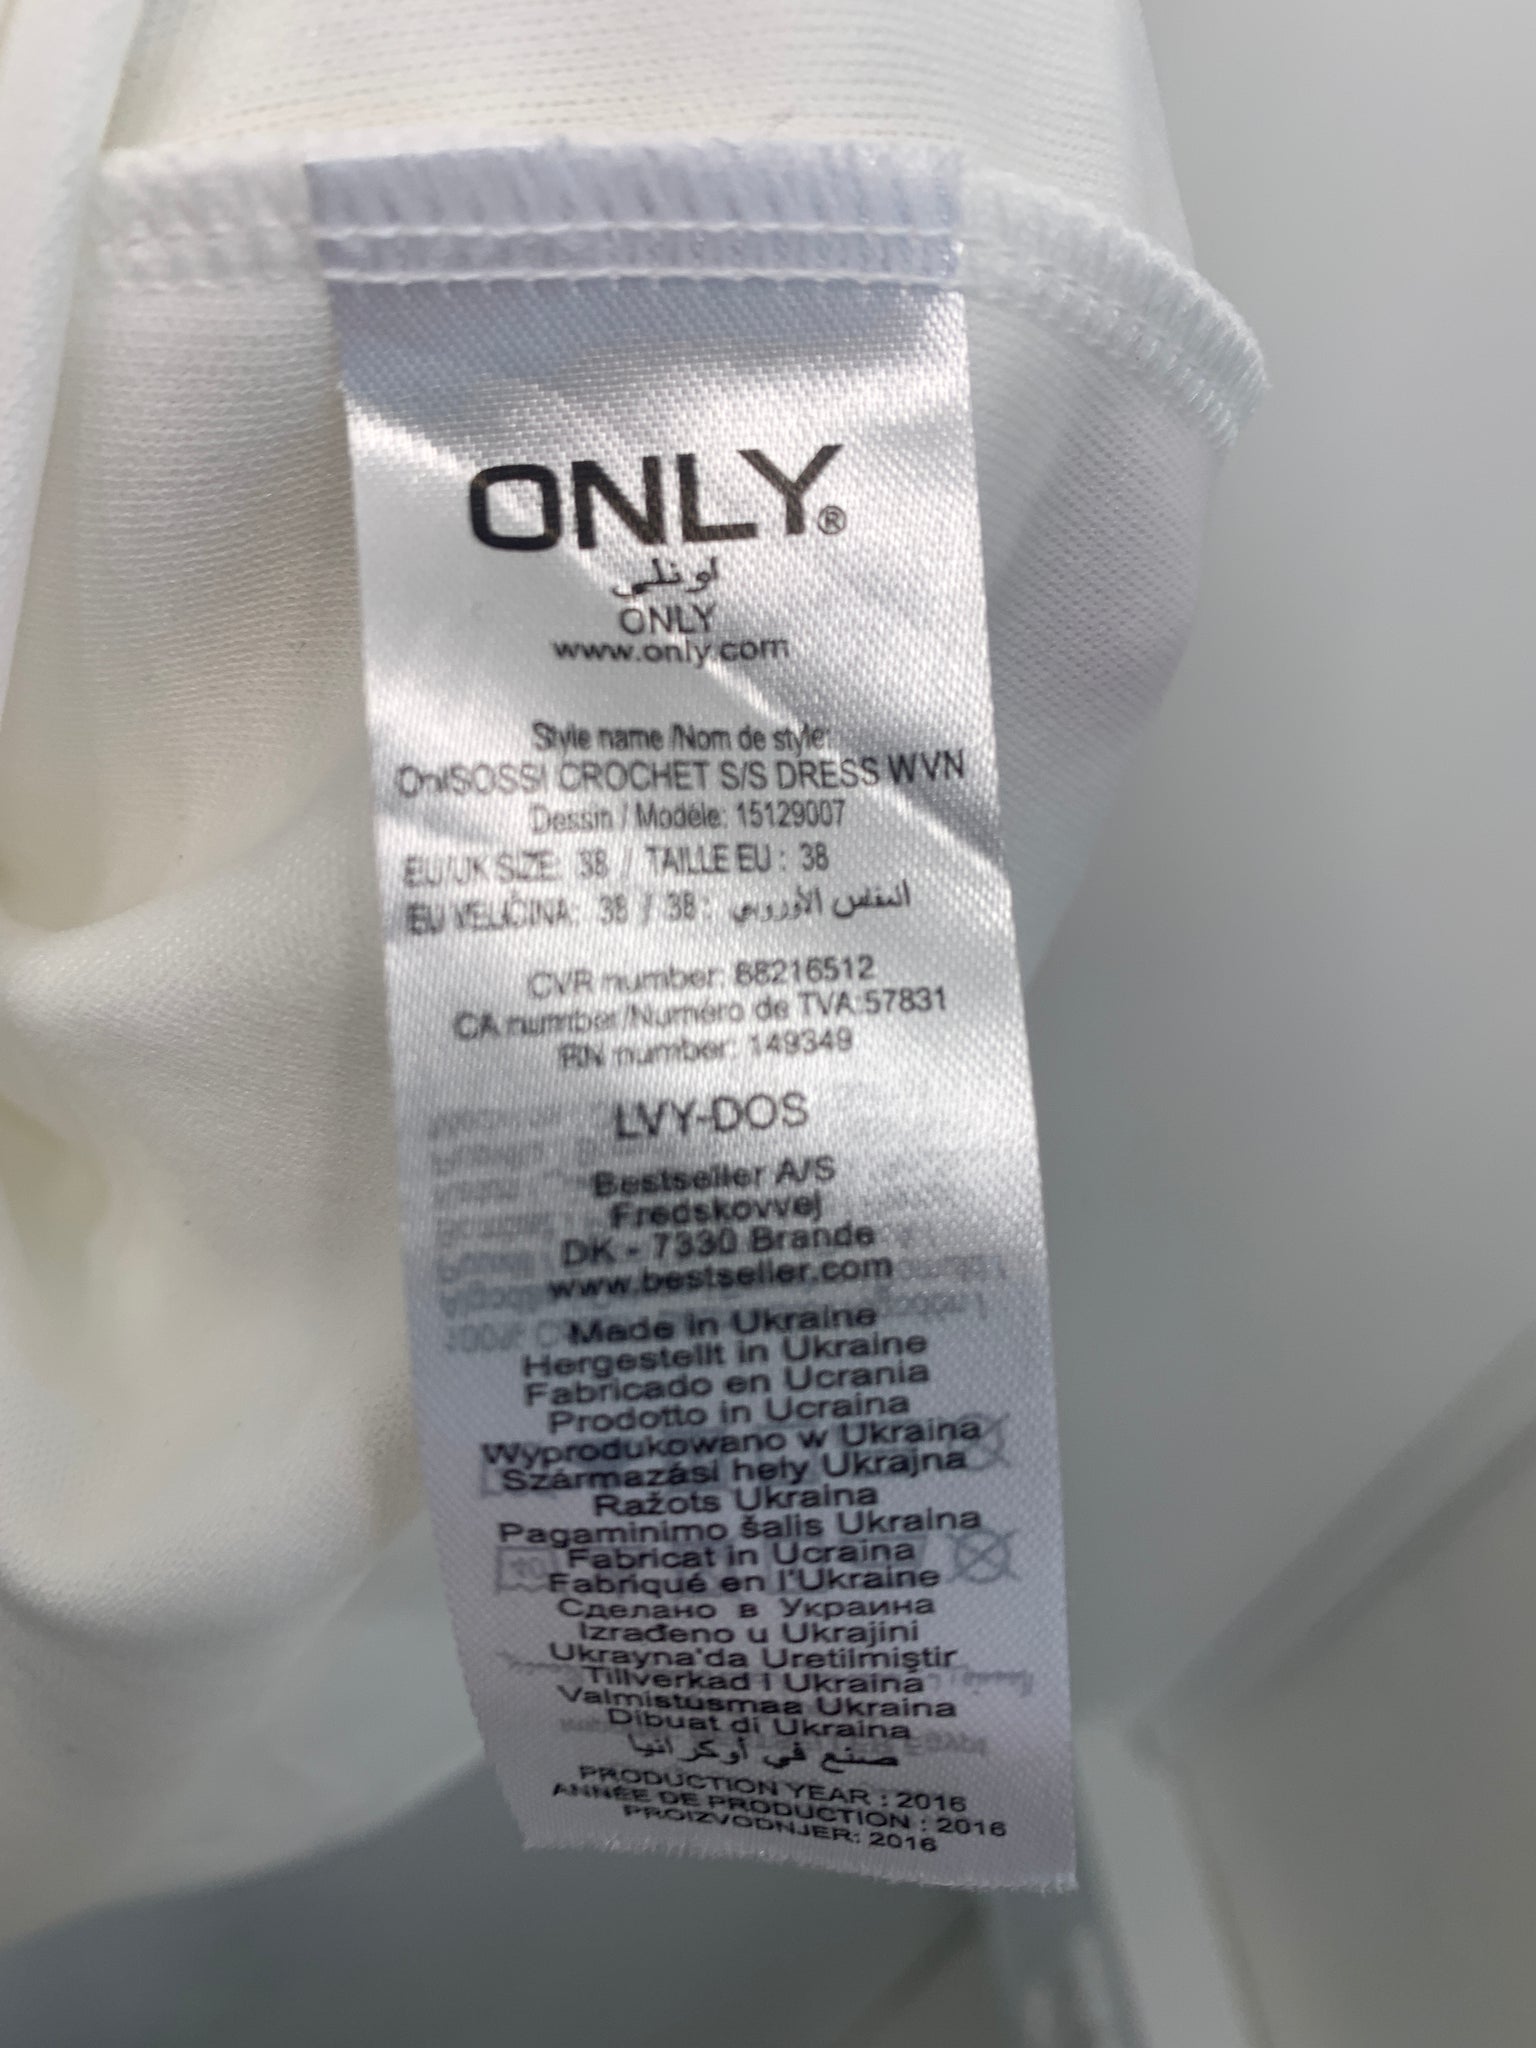 ONLY®
اونلي
ONLY
www.only.com
Style name /Nom de style:
OnlSOSSI CROCHET S/S DRESS WVN
Dessin / Modéle: 15129007
EU/UK SIZE: 38 / TAILLE EU : 38
EU VELIČINA: 38 / 38 : المقاس الأوروبي
CVR number: 88216512
CA number/Numéro de TVA:57831
RN number: 149349
LVY-DOS
Bestseller A/S
Fredskovvej
DK - 7330 Brande
www.bestseller.com
Made in Ukraine
Hergestellt in Ukraine
Fabricado en Ucrania
Prodotto in Ucraina
Wyprodukowano w Ukraina
Származási hely Ukrajna
Ražots Ukraina
Pagaminimo šalis Ukraina
Fabricat in Ucraina
Fabriqué en l'Ukraine
Сделано в Украина
Izrađeno u Ukrajini
Ukrayna'da Uretilmiştir
Tillverkad i Ukraina
Valmistusmaa Ukraina
Dibuat di Ukraina
صنع في أوكرانيا
PRODUCTION YEAR : 2016
ANNÉE DE PRODUCTION : 2016
PROIZVODNJER: 2016